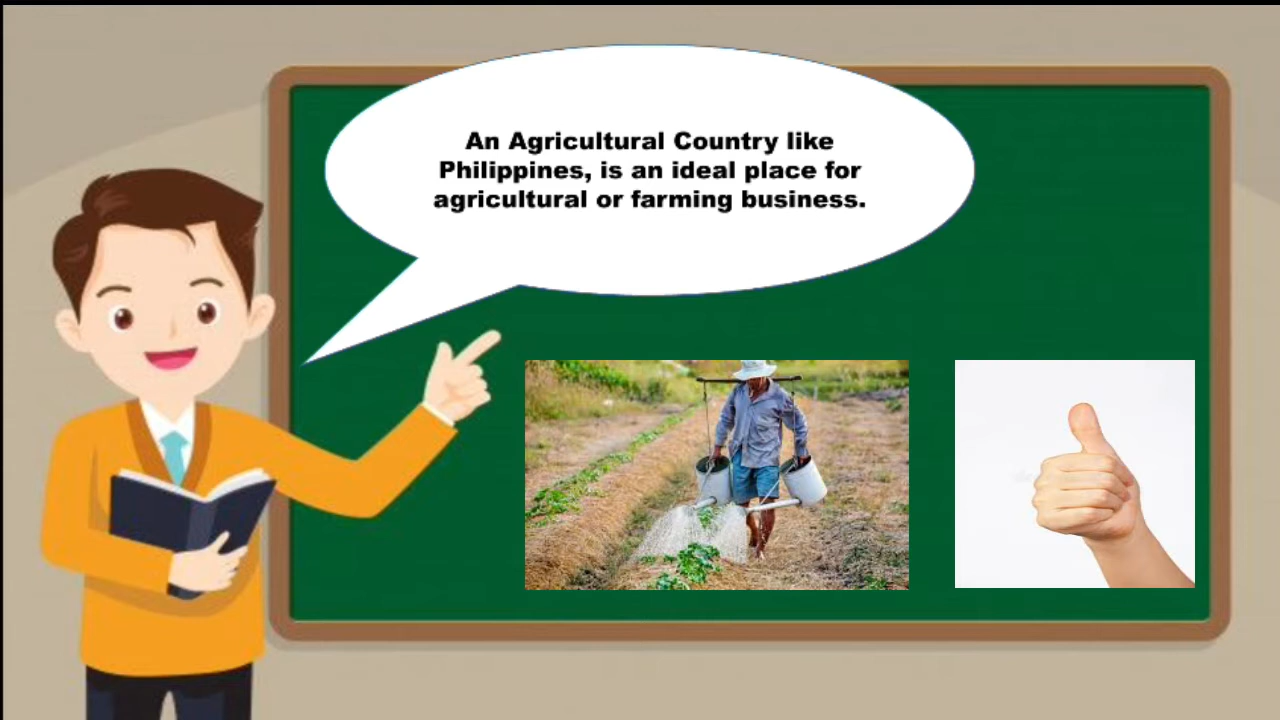 An Agricultural Country like
Philippines, is an ideal place for
agricultural or farming business.